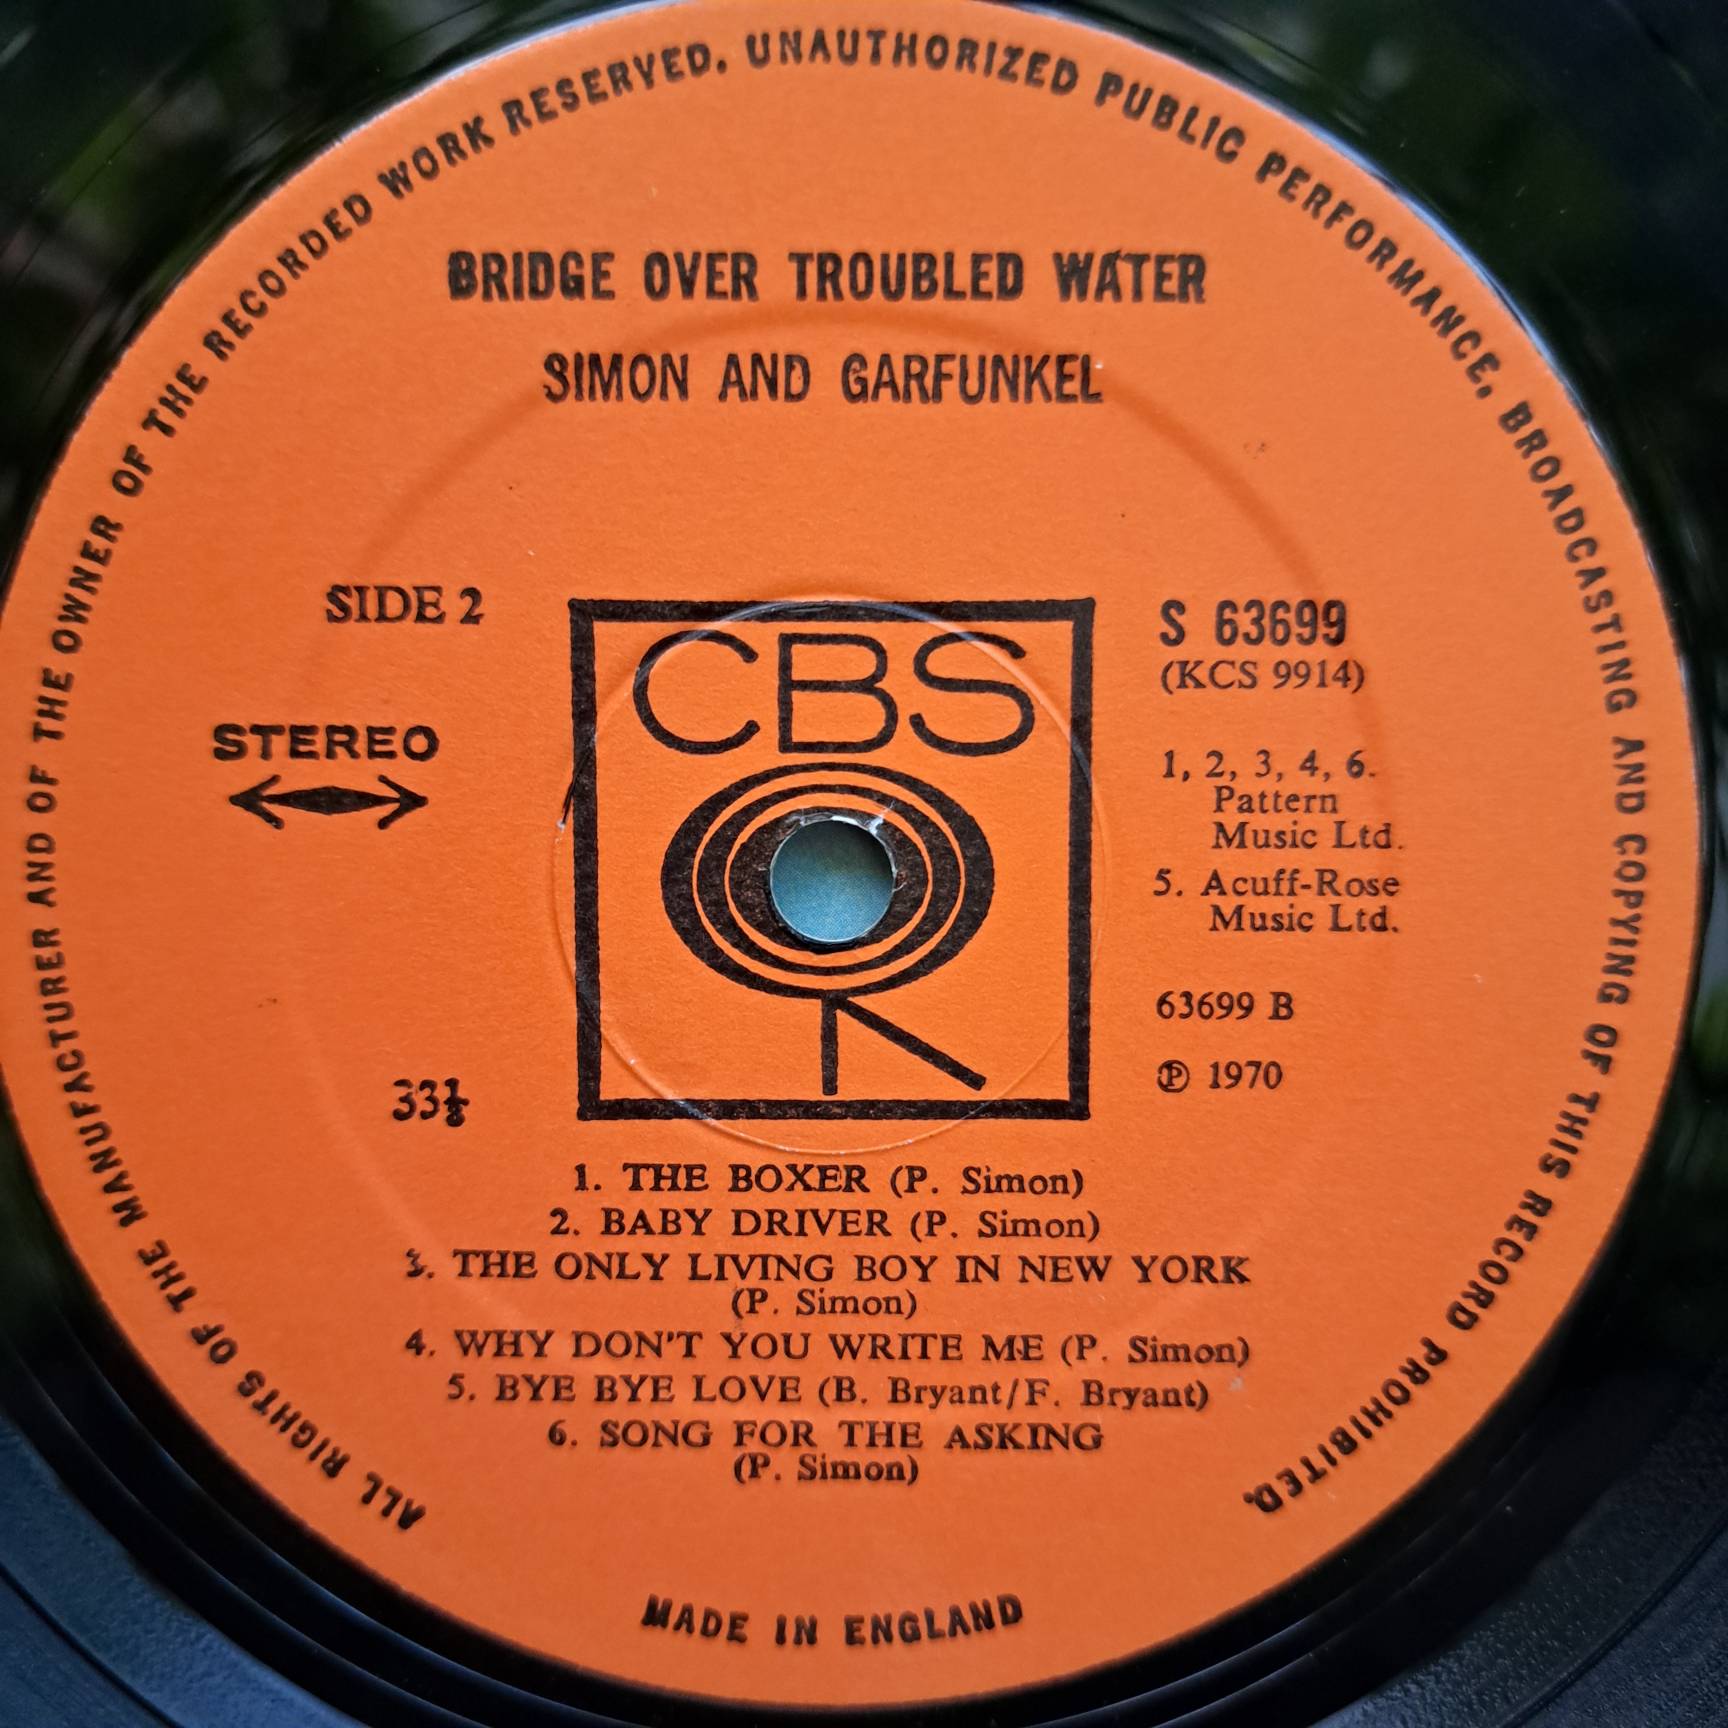 ALL RIGHTS OF THE MANUFACTURER AND OF THE OWNER OF THE RECORDED WORK RESERVED. UNAUTHORIZED PUBLIC PERFORMANCE, BROADCASTING AND COPYING OF THIS RECORD PROHIBITED.
BRIDGE OVER TROUBLED WATER
SIMON AND GARFUNKEL
SIDE 2
STEREO
33⅓
CBS
S 63699
(KCS 9914)
1, 2, 3, 4, 6.
Pattern
Music Ltd.
5. Acuff-Rose
Music Ltd.
63699 B
℗ 1970
1. THE BOXER (P. Simon)
2. BABY DRIVER (P. Simon)
3. THE ONLY LIVING BOY IN NEW YORK
(P. Simon)
4. WHY DON'T YOU WRITE ME (P. Simon)
5. BYE BYE LOVE (B. Bryant/F. Bryant)
6. SONG FOR THE ASKING
(P. Simon)
MADE IN ENGLAND